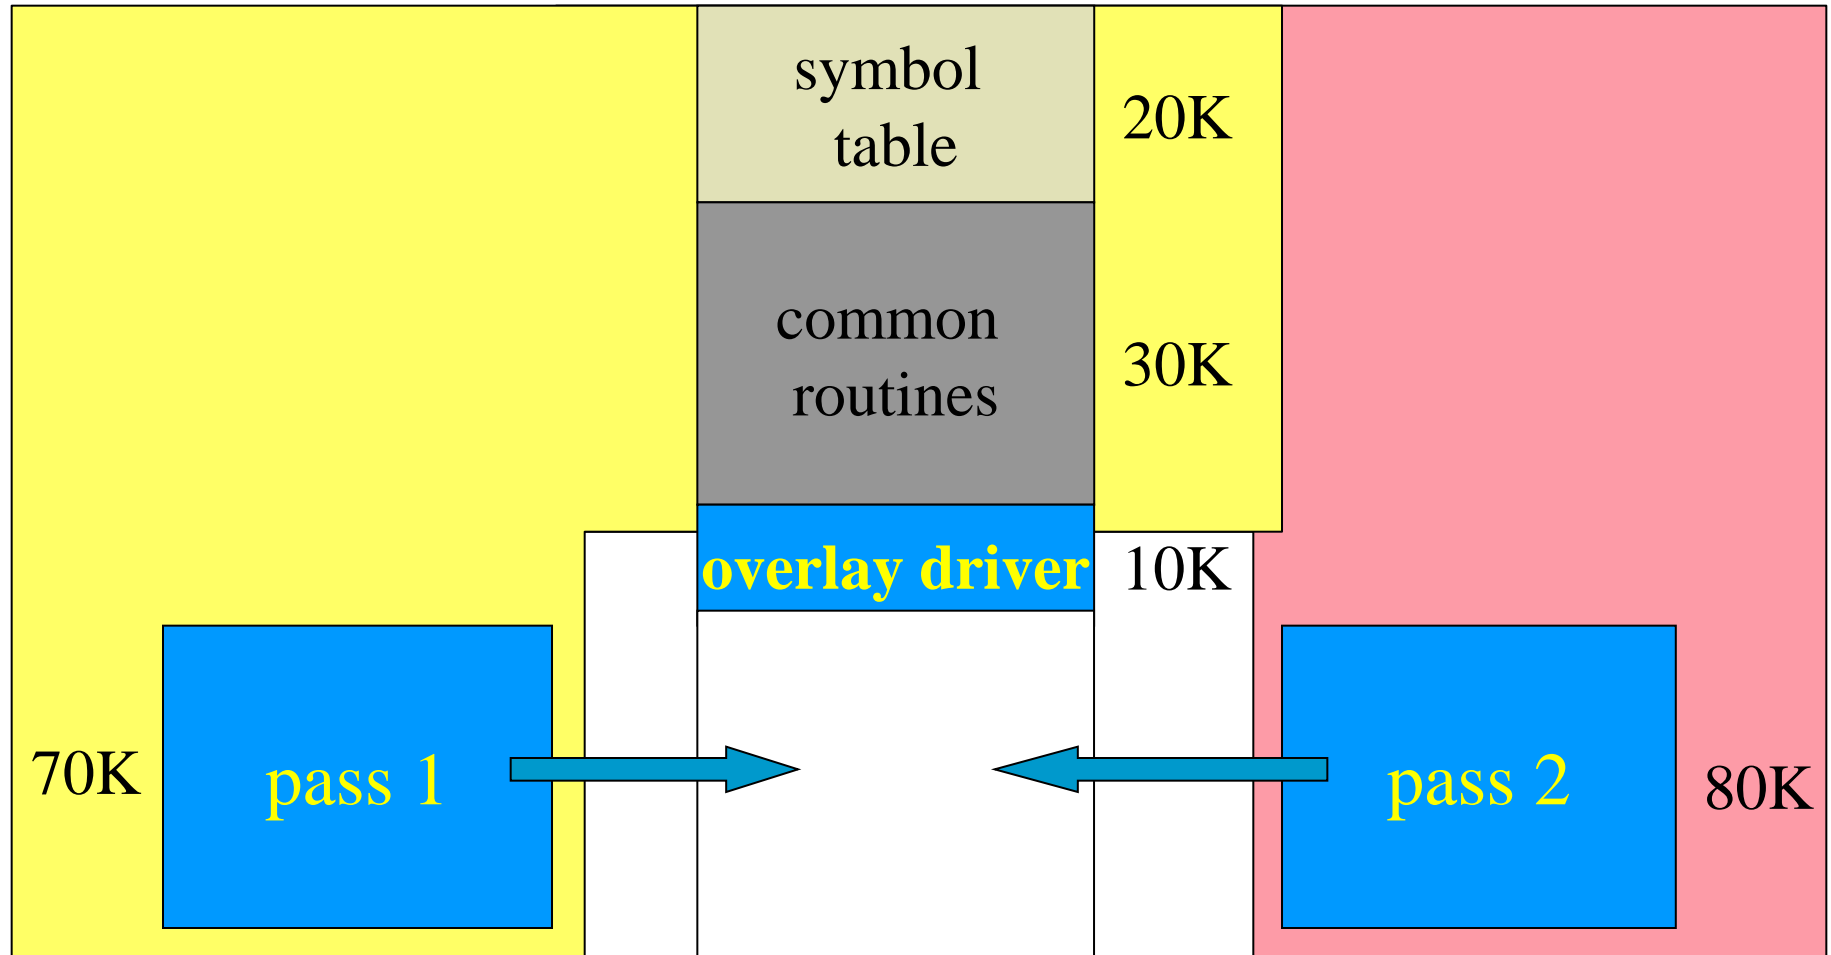 symbol
table
20K
common
routines
30K
overlay driver
10K
70K
pass 1
pass 2
80K